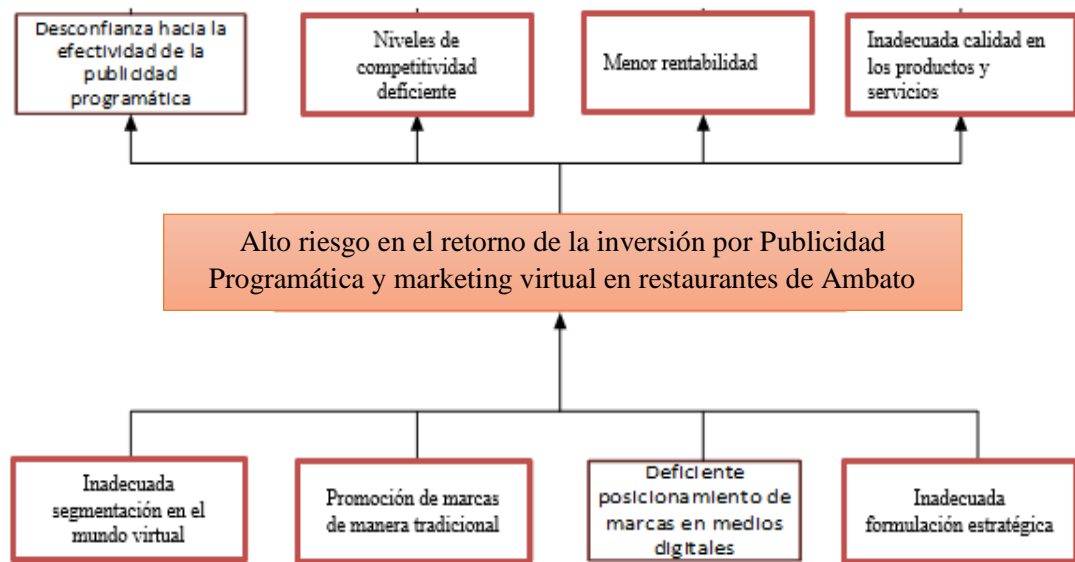 Desconfianza hacia la
efectividad de la
publicidad
programática
Niveles de
competitividad
deficiente
Menor rentabilidad
Inadecuada calidad en
los productos y
servicios
Alto riesgo en el retorno de la inversión por Publicidad
Programática y marketing virtual en restaurantes de Ambato
Inadecuada
segmentación en el
mundo virtual
Promoción de marcas
de manera tradicional
Deficiente
posicionamiento de
marcas en medios
digitales
Inadecuada
formulación estratégica